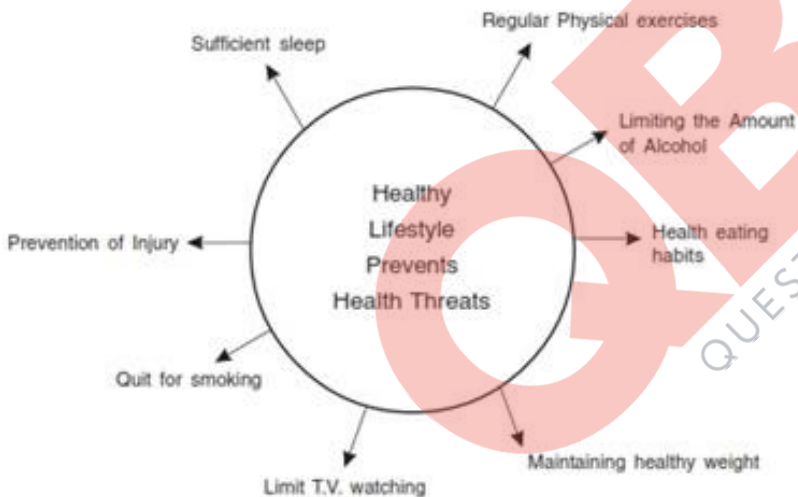 Regular Physical exercises
Sufficient sleep
Limiting the Amount
of Alcohol
Healthy
Lifestyle
Prevents
Health Threats
Health eating
habits
Prevention of Injury
Quit for smoking
Maintaining healthy weight
Limit T.V. watching
QB